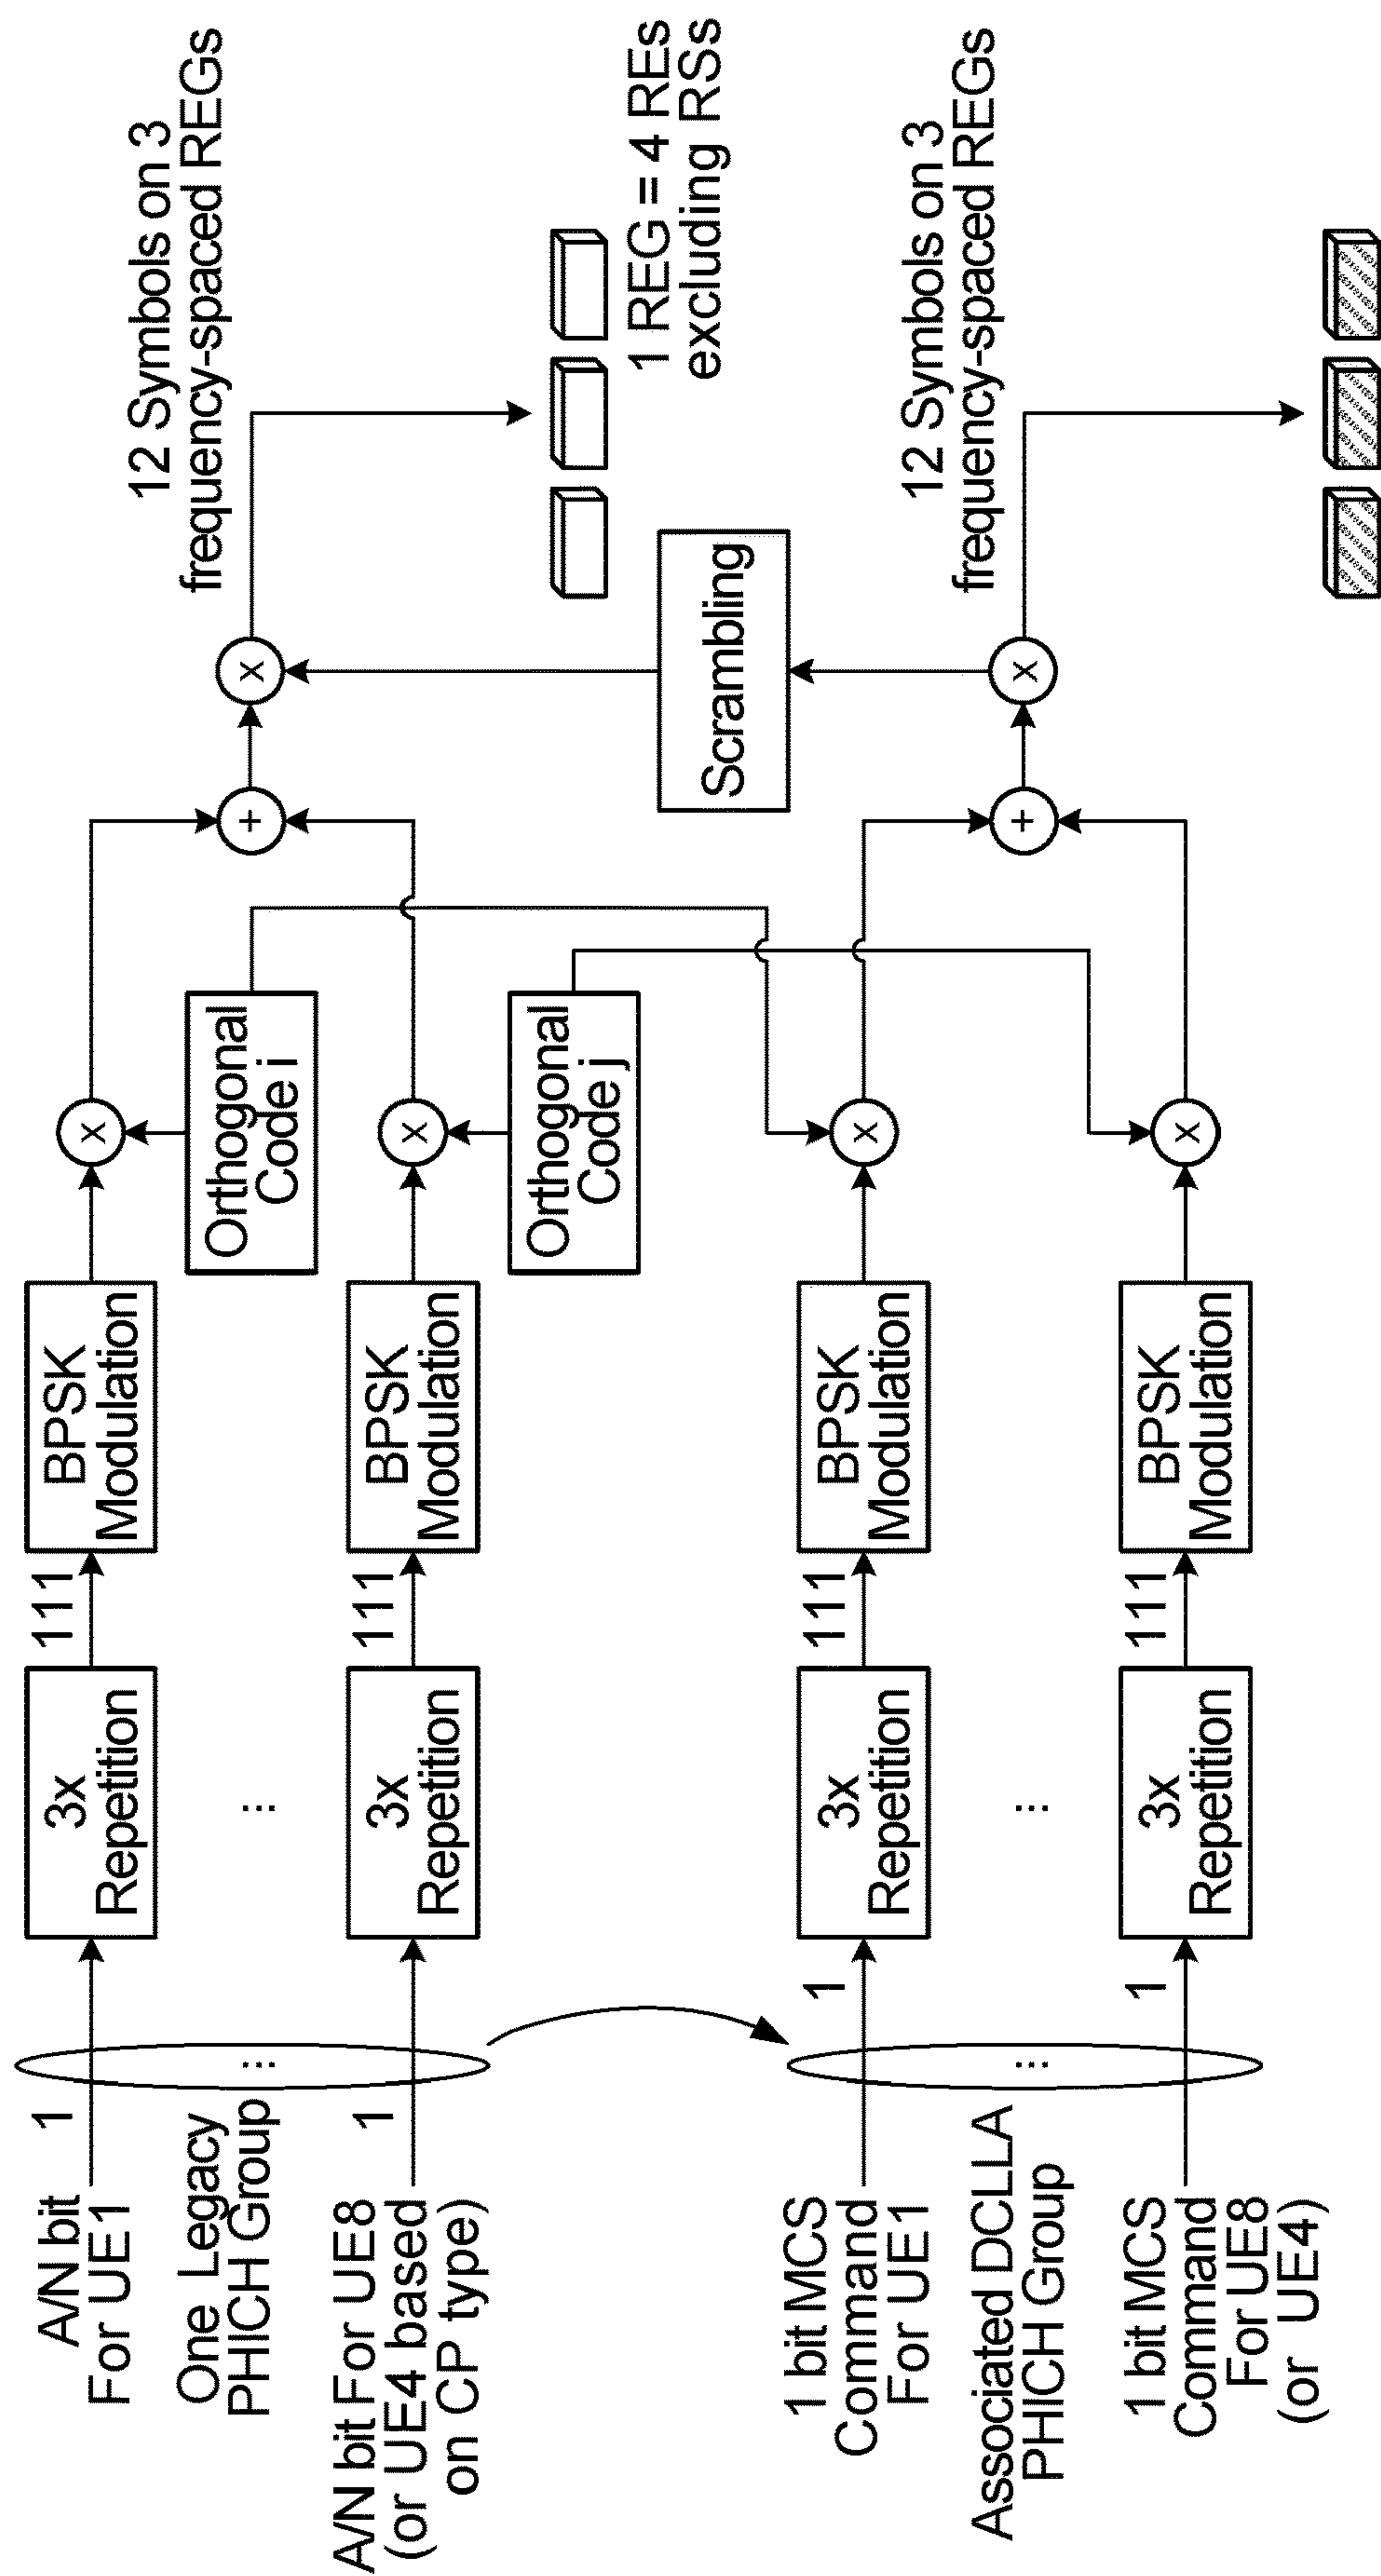 A/N bit
For UE1
1
3x
Repetition
111
BPSK
Modulation
x
+
x
12 Symbols on 3
frequency-spaced REGs
One Legacy
PHICH Group
...
...
Orthogonal
Code i
1 REG = 4 REs
excluding RSs
A/N bit For UE8
(or UE4 based
on CP type)
1
3x
Repetition
111
BPSK
Modulation
x
Orthogonal
Code j
Scrambling
1 bit MCS
Command
For UE1
1
3x
Repetition
111
BPSK
Modulation
x
+
x
12 Symbols on 3
frequency-spaced REGs
Associated DCLLA
PHICH Group
...
...
1 bit MCS
Command
For UE8
(or UE4)
1
3x
Repetition
111
BPSK
Modulation
x